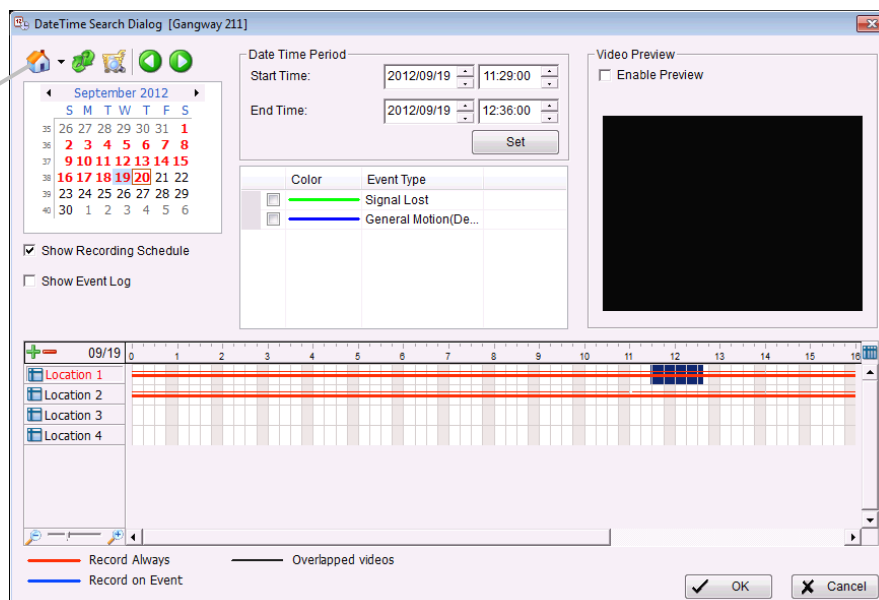 DateTime Search Dialog [Gangway 211]
September 2012
S M T W T F S
35 26 27 28 29 30 31 1
36 2 3 4 5 6 7 8
37 9 10 11 12 13 14 15
38 16 17 18 19 20 21 22
39 23 24 25 26 27 28 29
40 30 1 2 3 4 5 6
Show Recording Schedule
Show Event Log
Date Time Period
Start Time: 2012/09/19 11:29:00
End Time: 2012/09/19 12:36:00
Set
Color Event Type
Signal Lost
General Motion(De...
Video Preview
Enable Preview
09/19 0 1 2 3 4 5 6 7 8 9 10 11 12 13 14 15 16
Location 1
Location 2
Location 3
Location 4
Record Always Overlapped videos
Record on Event
OK Cancel